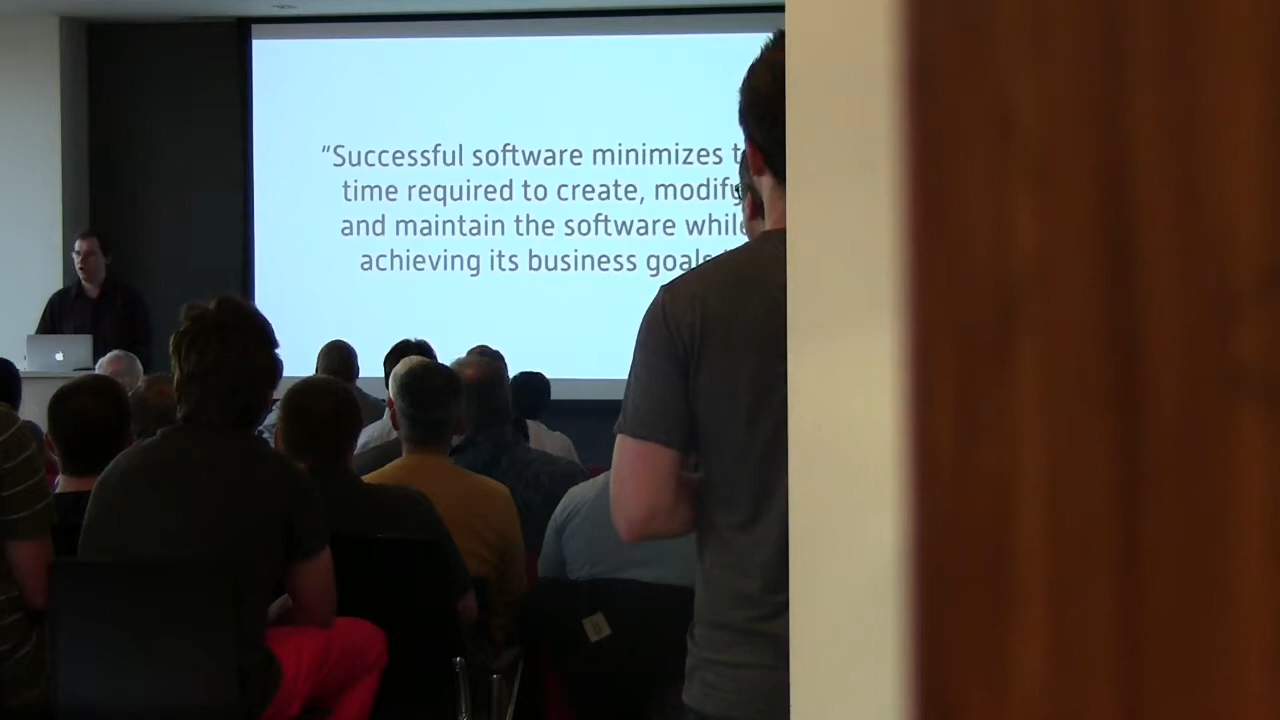 “Successful software minimizes
time required to create, modify
and maintain the software while
achieving its business goals